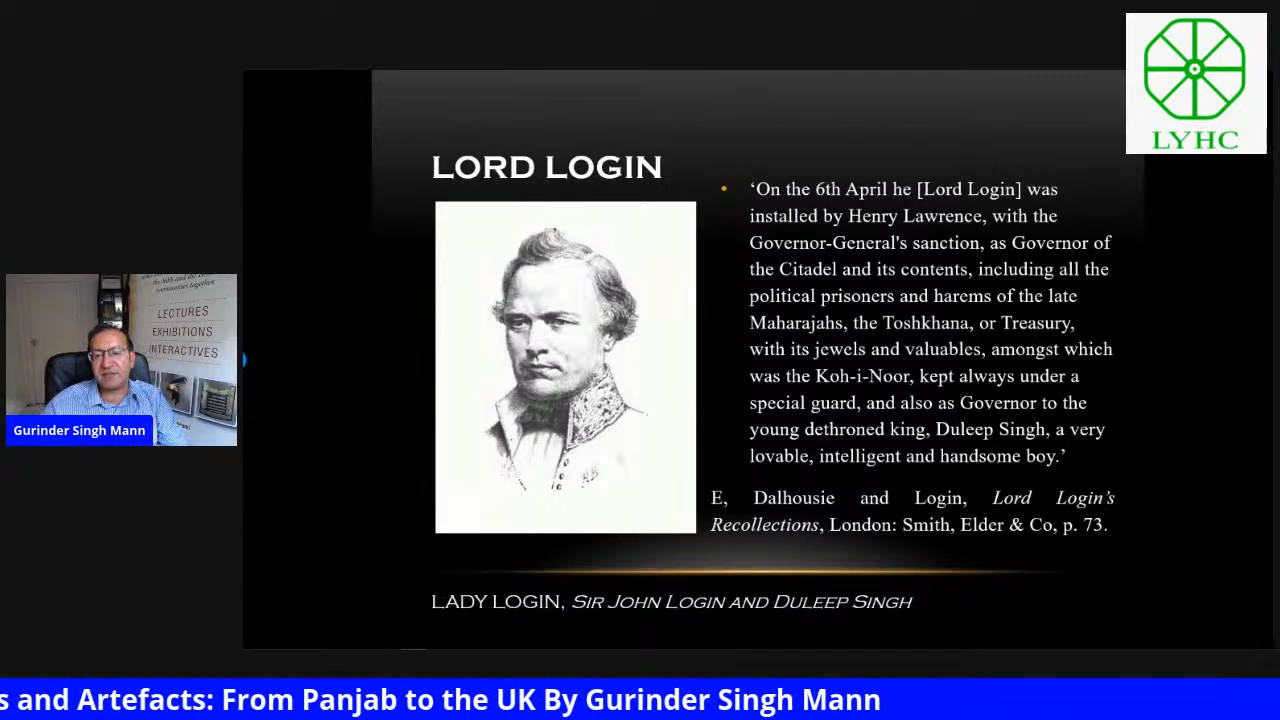 LYHC
LORD LOGIN
• ‘On the 6th April he [Lord Login] was
installed by Henry Lawrence, with the
Governor-General's sanction, as Governor of
the Citadel and its contents, including all the
political prisoners and harems of the late
Maharajahs, the Toshkhana, or Treasury,
with its jewels and valuables, amongst which
was the Koh-i-Noor, kept always under a
special guard, and also as Governor to the
young dethroned king, Duleep Singh, a very
lovable, intelligent and handsome boy.’
E, Dalhousie and Login, Lord Login’s
Recollections, London: Smith, Elder & Co, p. 73.
LADY LOGIN, SIR JOHN LOGIN AND DULEEP SINGH
communities together.
LECTURES
EXHIBITIONS
INTERACTIVES
Gurinder Singh Mann
s and Artefacts: From Panjab to the UK By Gurinder Singh Mann